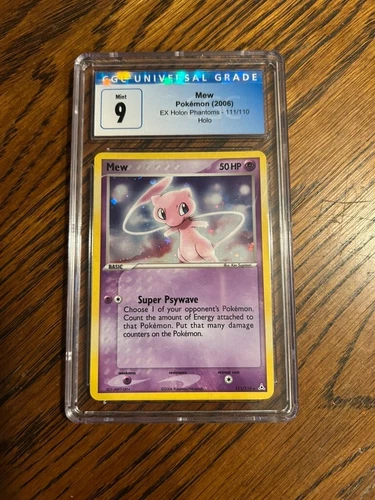 CGC UNIVERSAL GRADE
Mint
9
Mew
Pokémon (2006)
EX Holon Phantoms - 111/110
Holo
Mew
50 HP
BASIC
Super Psywave
Choose 1 of your opponent's Pokémon.
Count the amount of Energy attached to
that Pokémon. Put that many damage
counters on the Pokémon.
weakness
resistance